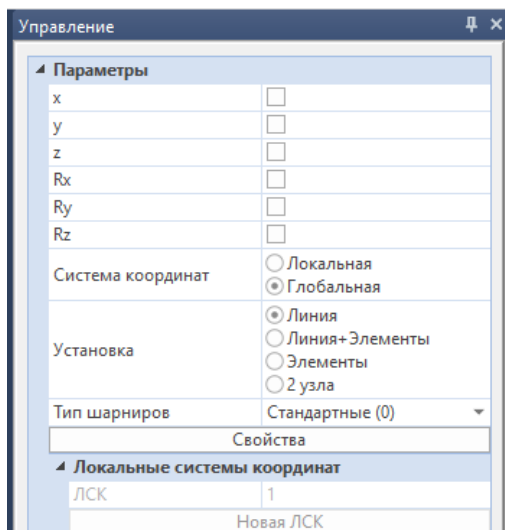 Управление
Параметры
x
y
z
Rx
Ry
Rz
Система координат
Локальная
Глобальная
Установка
Линия
Линия+Элементы
Элементы
2 узла
Тип шарниров Стандартные (0)
Свойства
Локальные системы координат
ЛСК 1
Новая ЛСК